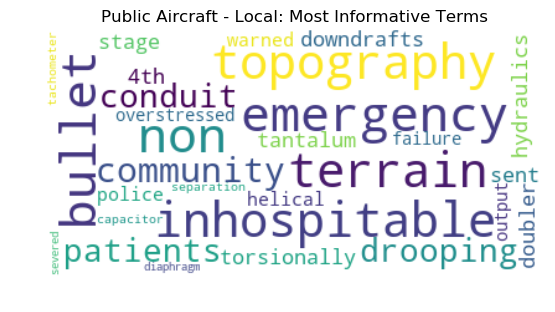 Public Aircraft - Local: Most Informative Terms
stage
warned
downdrafts
tachometer
bullet
4th
topography
hydraulics
conduit
overstressed
non
emergency
tantalum
failure
community
terrain
sent
police
separation
helical
output
doubler
capacitor
inhospitable
severed
patients
torsionally
drooping
diaphragm